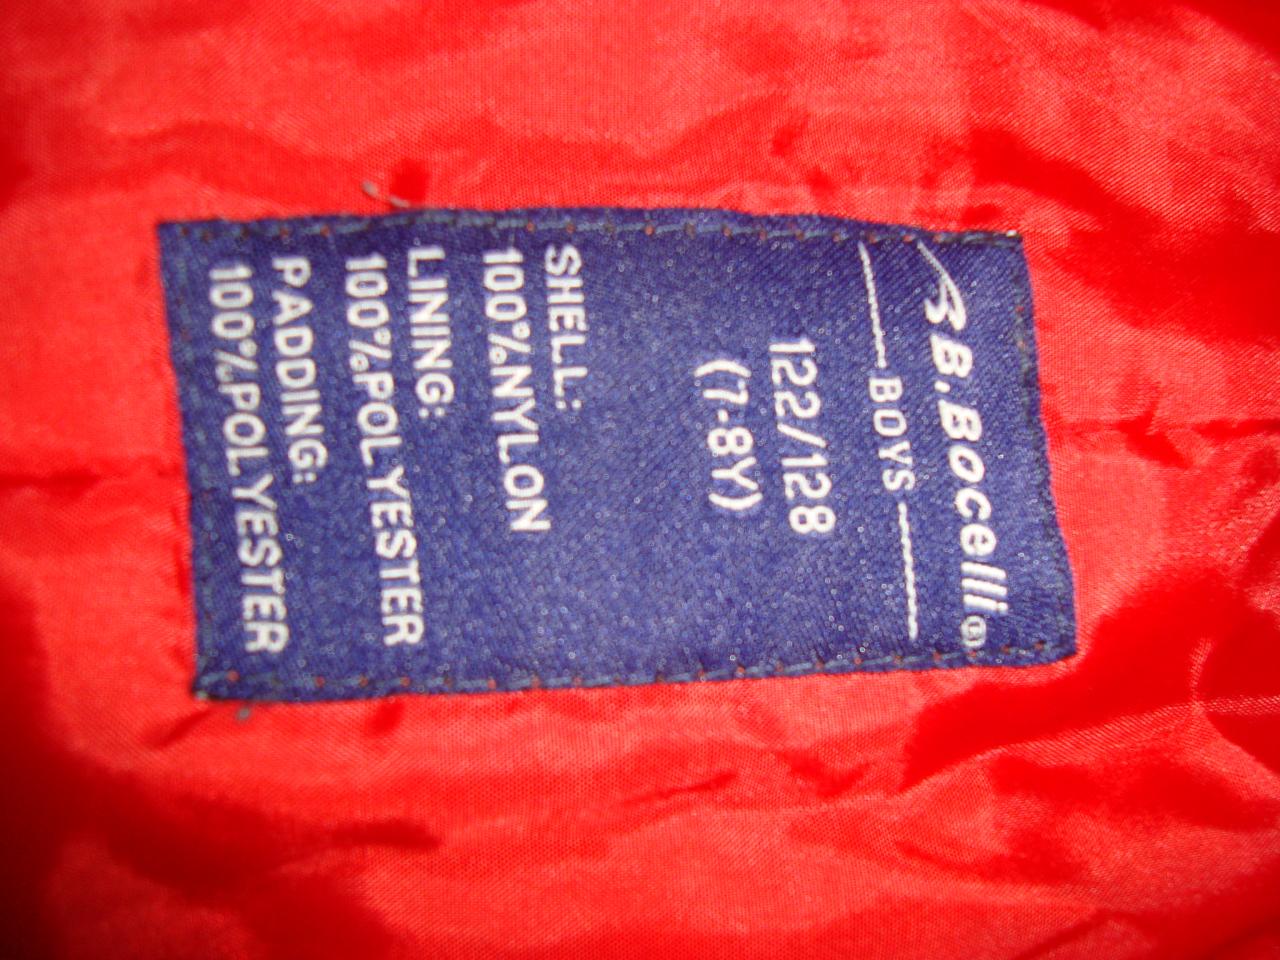 B.Bocelli®
BOYS
122/128
(7-8Y)
SHELL:
100%NYLON
LINING:
100%POLYESTER
PADDING:
100%POLYESTER